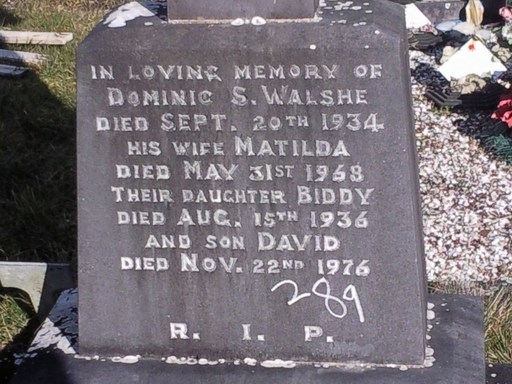 IN LOVING MEMORY OF
DOMINIC S. WALSHE
DIED SEPT. 20TH 1934
HIS WIFE MATILDA
DIED MAY 31ST 1968
THEIR DAUGHTER BIDDY
DIED AUG. 15TH 1936
AND SON DAVID
DIED NOV. 22ND 1976
289
R. I. P.